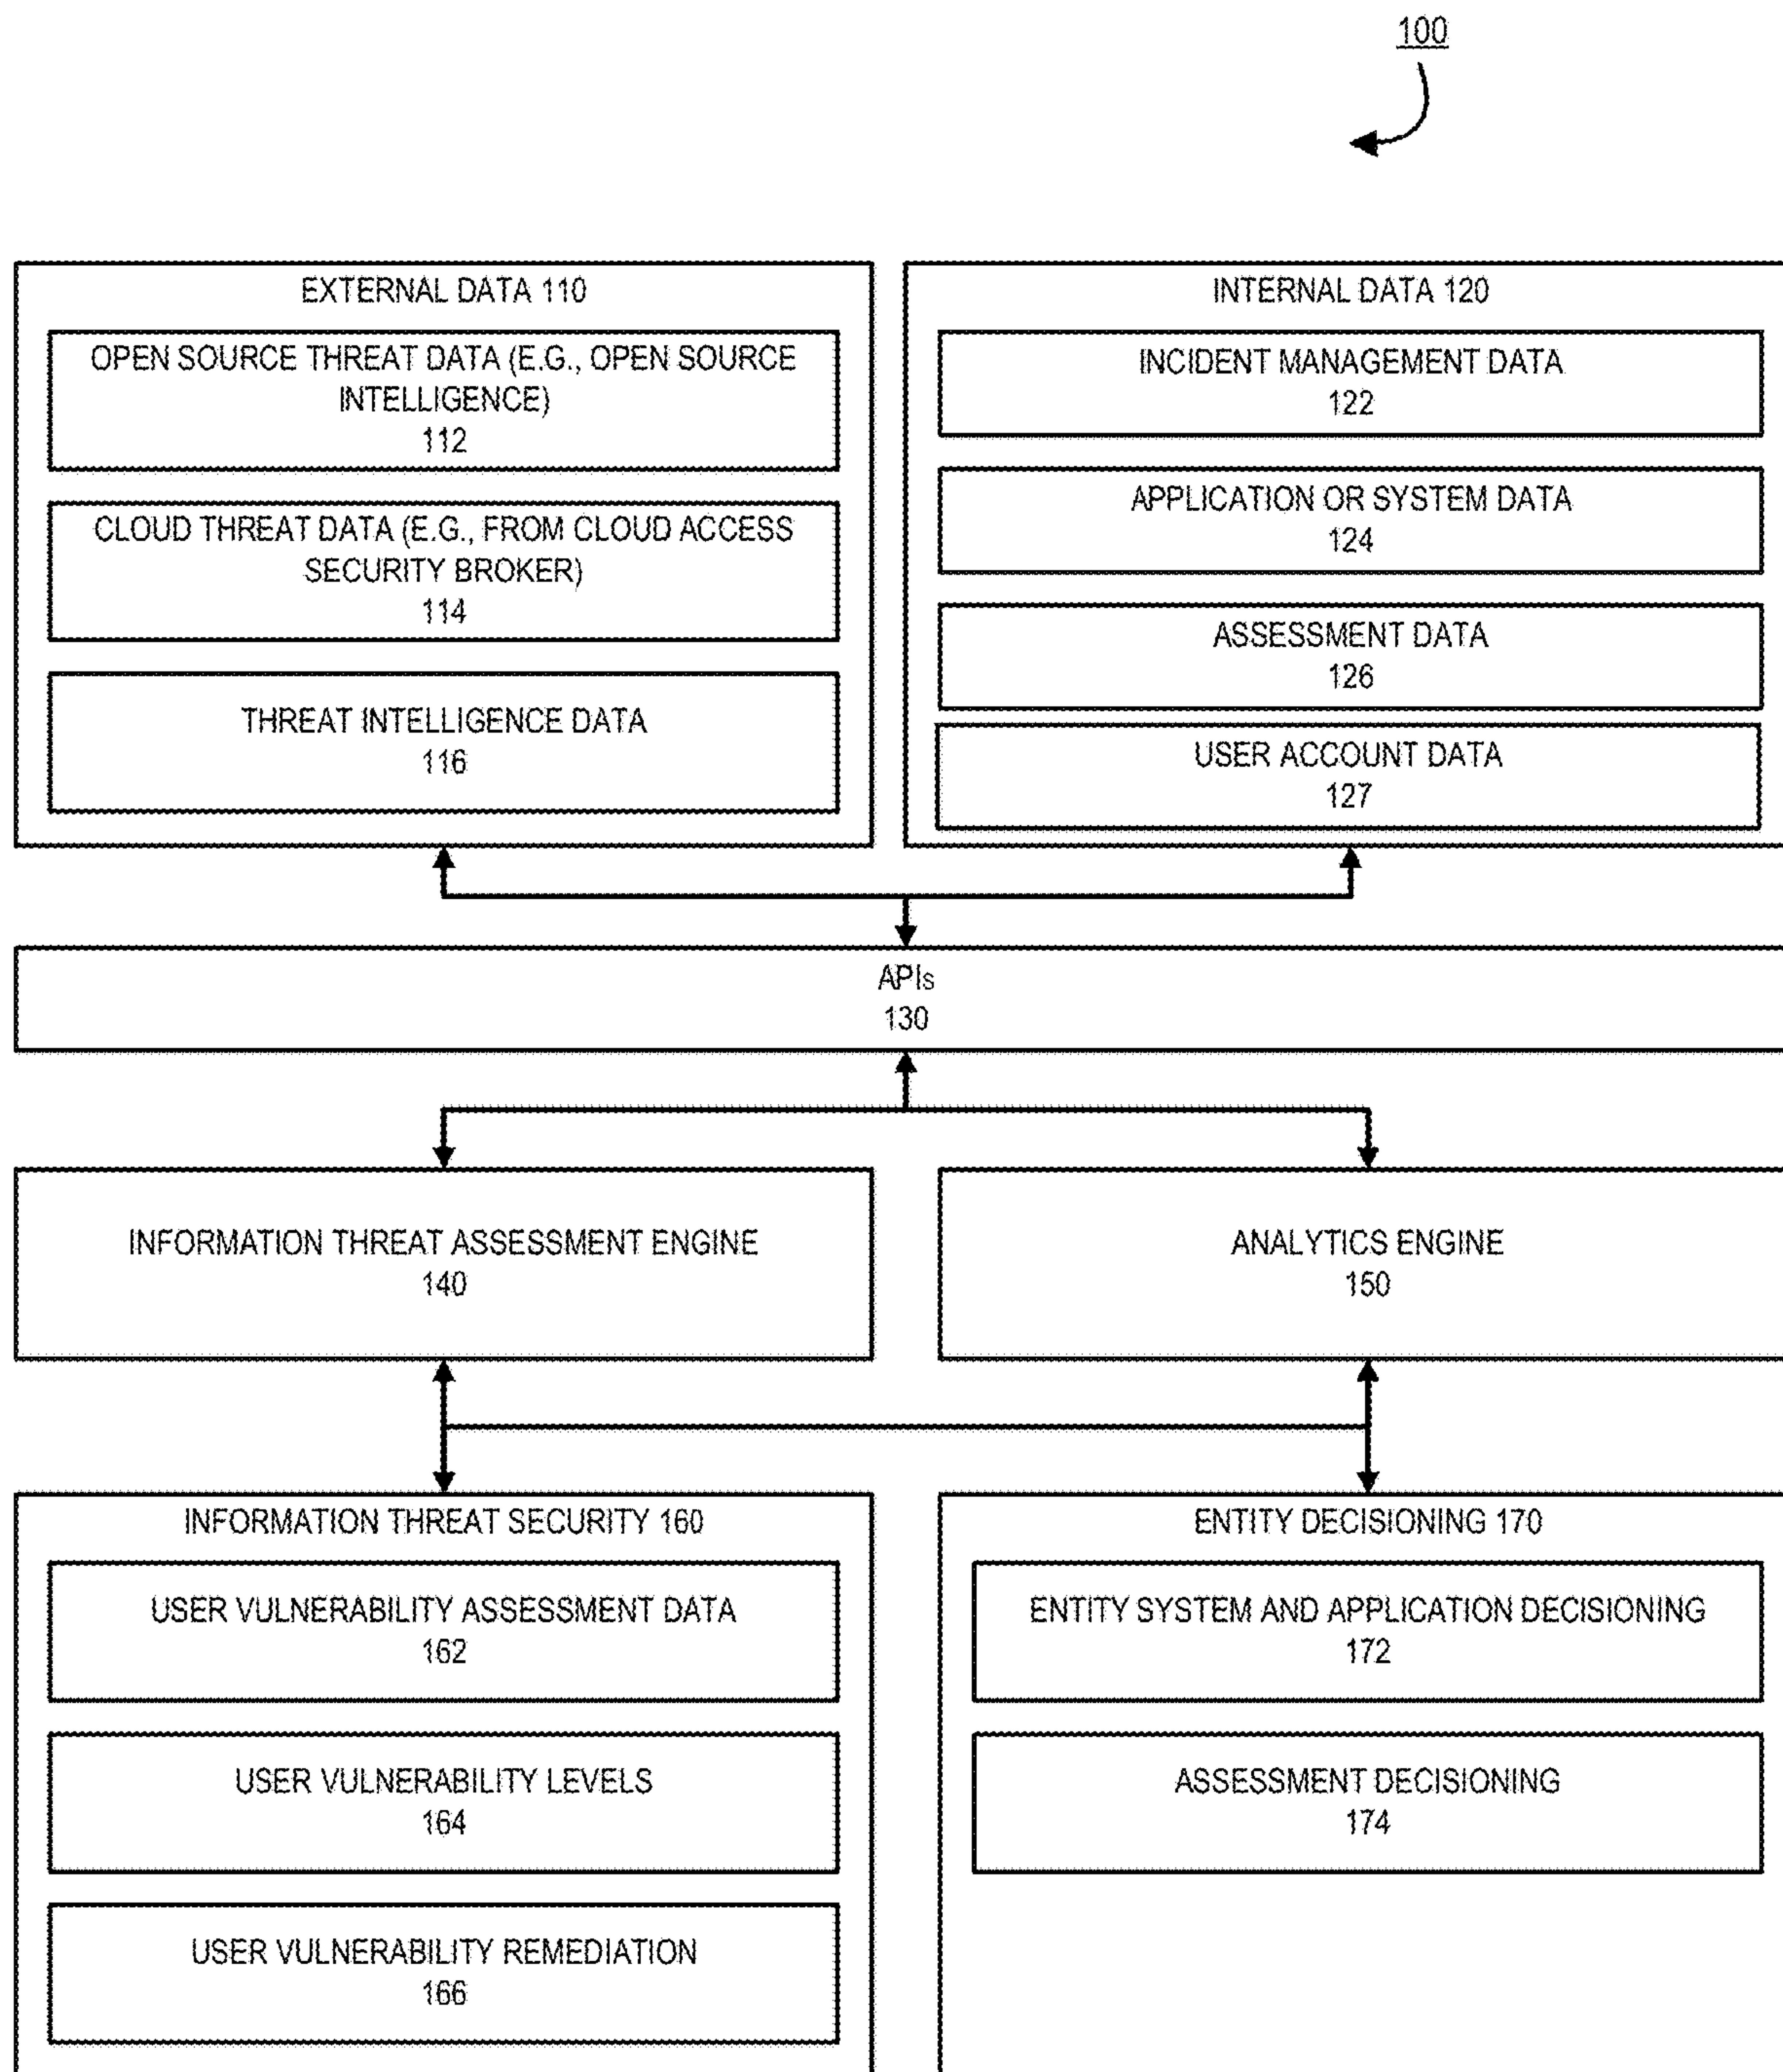 100
EXTERNAL DATA 110
OPEN SOURCE THREAT DATA (E.G., OPEN SOURCE
INTELLIGENCE)
112
CLOUD THREAT DATA (E.G., FROM CLOUD ACCESS
SECURITY BROKER)
114
THREAT INTELLIGENCE DATA
116
INTERNAL DATA 120
INCIDENT MANAGEMENT DATA
122
APPLICATION OR SYSTEM DATA
124
ASSESSMENT DATA
126
USER ACCOUNT DATA
127
APIs
130
INFORMATION THREAT ASSESSMENT ENGINE
140
ANALYTICS ENGINE
150
INFORMATION THREAT SECURITY 160
USER VULNERABILITY ASSESSMENT DATA
162
USER VULNERABILITY LEVELS
164
USER VULNERABILITY REMEDIATION
166
ENTITY DECISIONING 170
ENTITY SYSTEM AND APPLICATION DECISIONING
172
ASSESSMENT DECISIONING
174